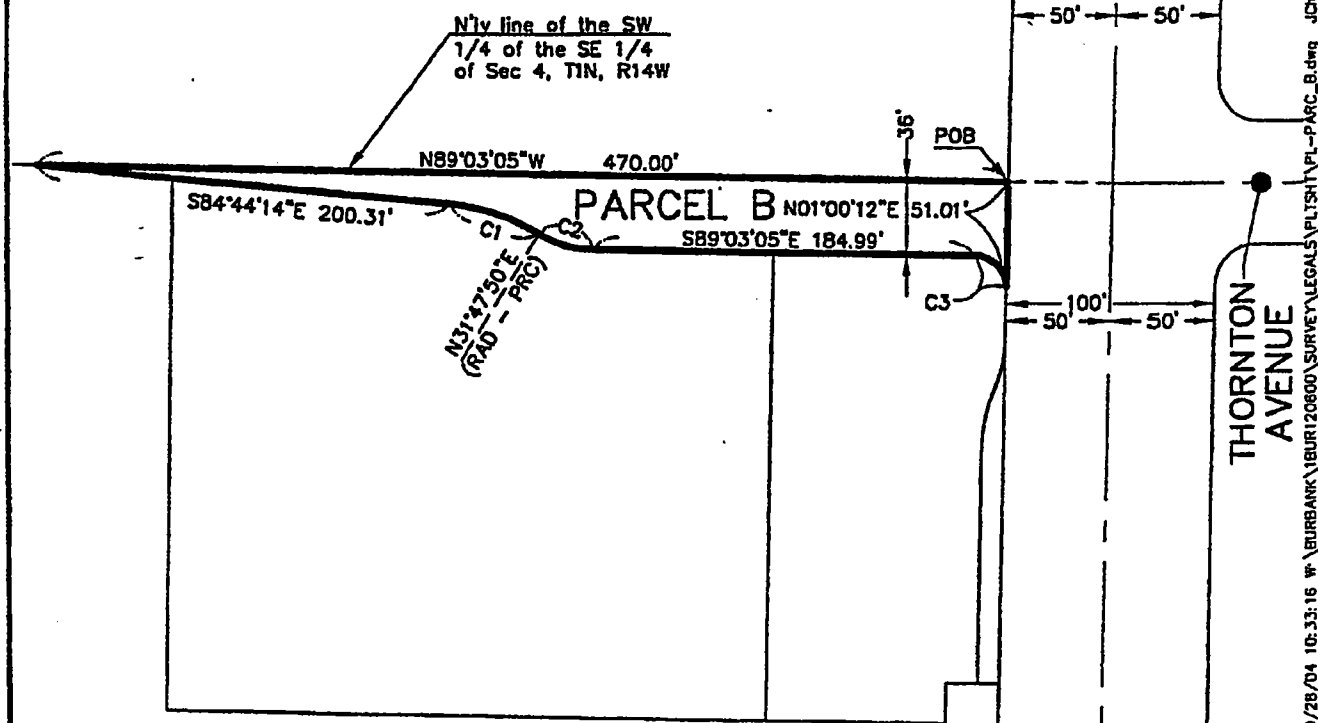 50' 50'
N'ly line of the SW
1/4 of the SE 1/4
of Sec 4, T1N, R14W
36'
POB
N89°03'05"W 470.00'
PARCEL B
N01°00'12"E 51.01'
S84°44'14"E 200.31'
C1
C2
S89°03'05"E 184.99'
N31°47'50"E
(RAD - PRC)
C3
100'
50' 50'
THORNTON
AVENUE
/28/04 10:33:16 W:\BURBANK\1BUR120800\SURVEY\LEGALS\PLTSHT\PL-PARC_B.dwg